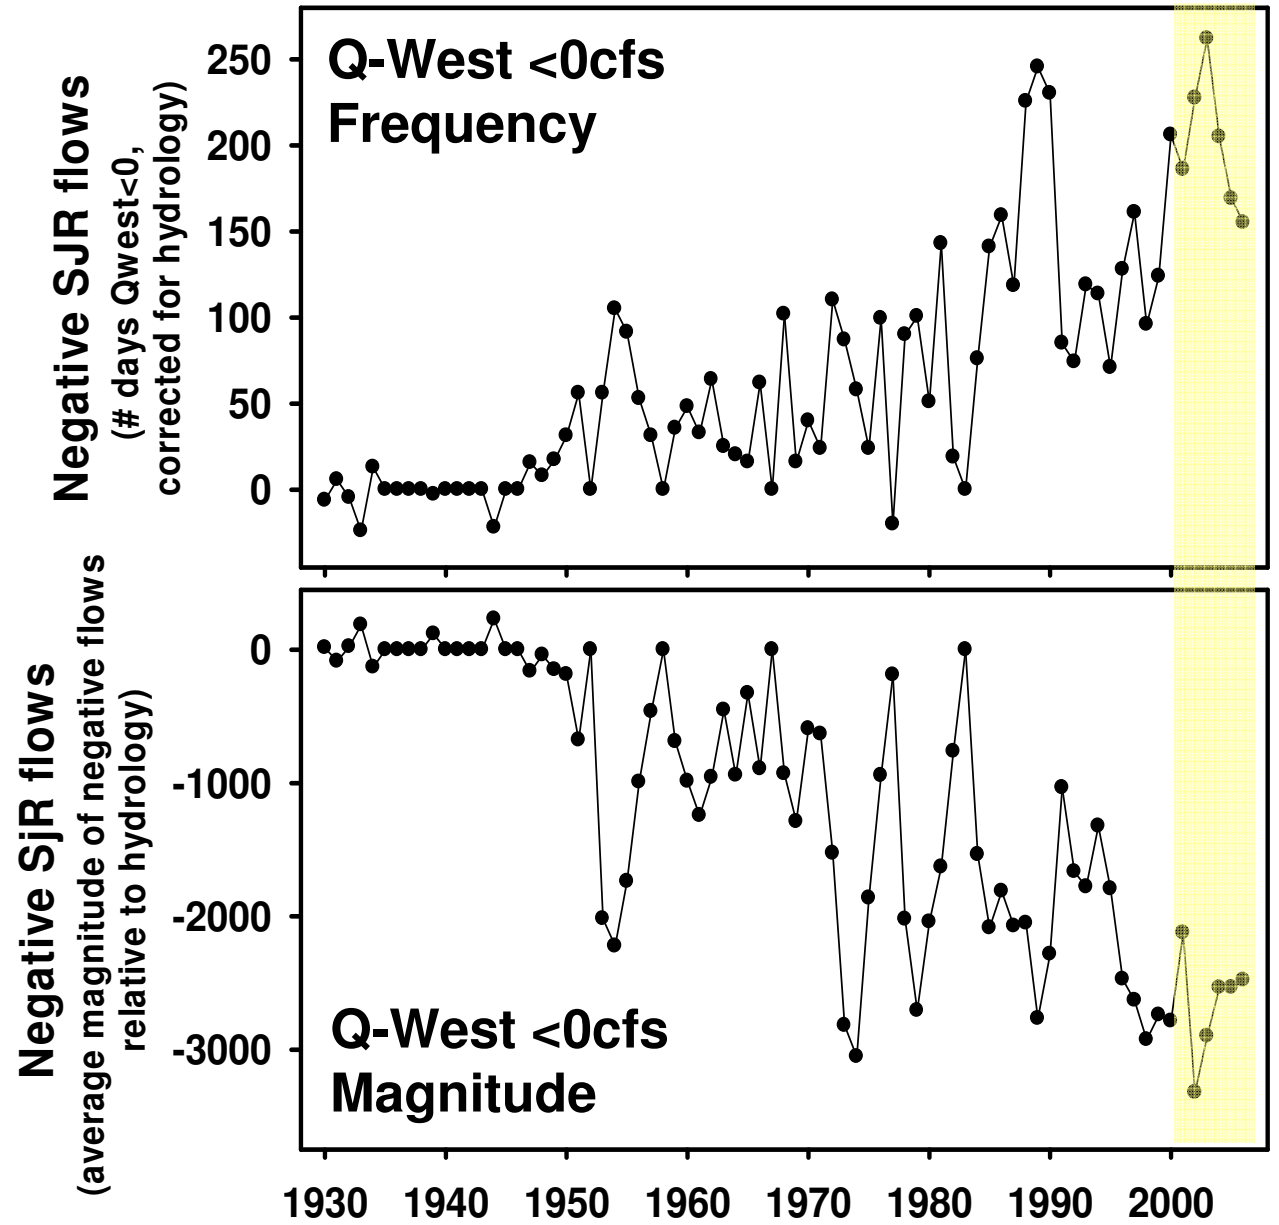 Negative SJR flows
(# days Qwest<0,
corrected for hydrology)
250
200
150
100
50
0
Q-West <0cfs
Frequency
Negative SjR flows
(average magnitude of negative flows
relative to hydrology)
0
-1000
-2000
-3000
Q-West <0cfs
Magnitude
1930 1940 1950 1960 1970 1980 1990 2000